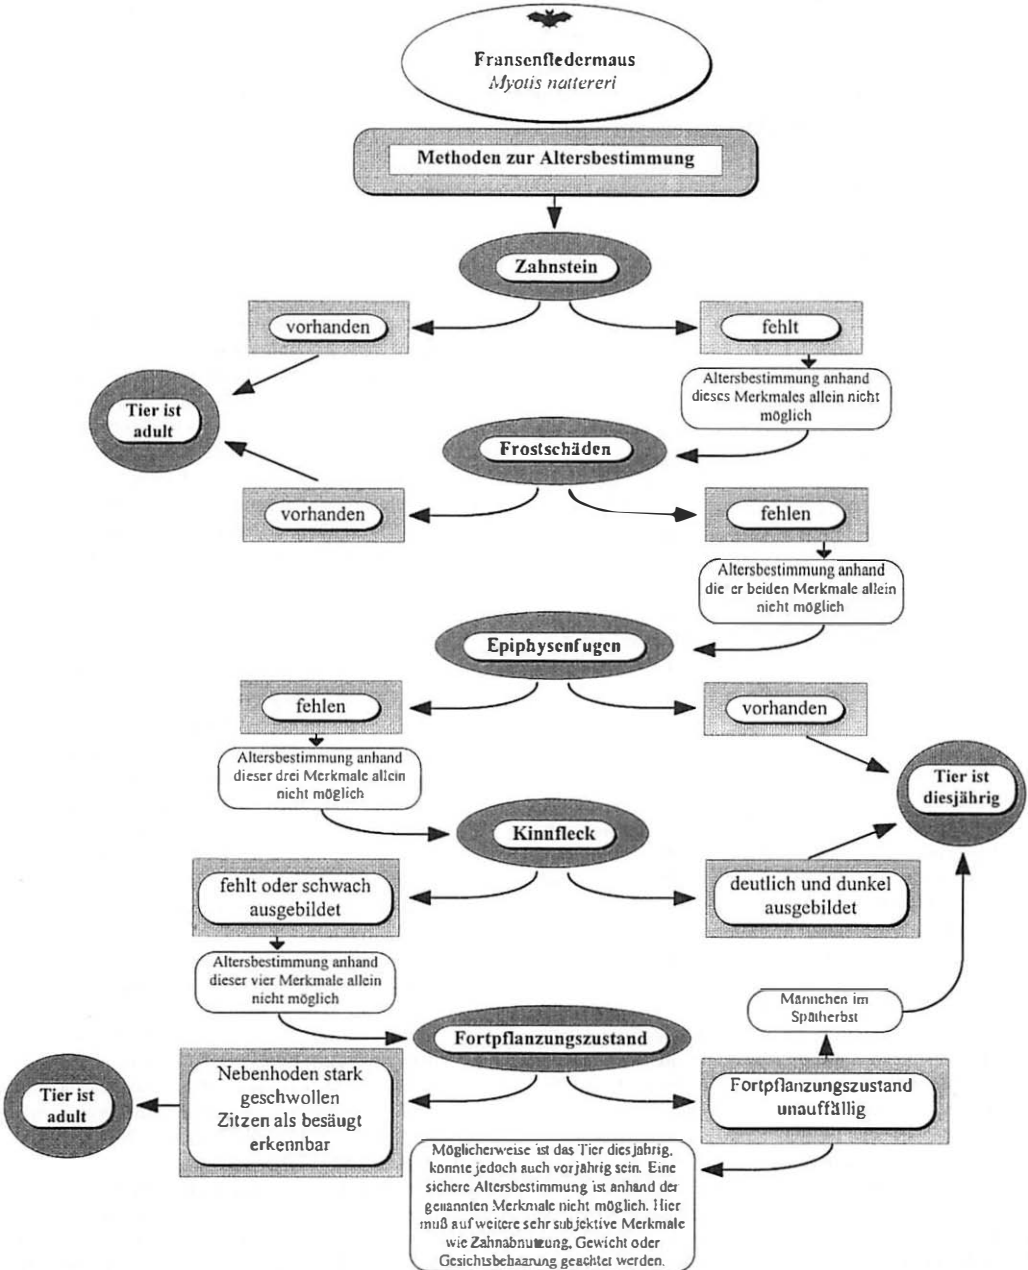 Fransenfledermaus
Myotis nattereri
Methoden zur Altersbestimmung
Zahnstein
vorhanden
fehlt
Altersbestimmung anhand
dieses Merkmales allein nicht
möglich
Tier ist
adult
Frostschäden
vorhanden
fehlen
Altersbestimmung anhand
die er beiden Merkmale allein
nicht möglich
Epiphysenfugen
fehlen
vorhanden
Altersbestimmung anhand
dieser drei Merkmale allein
nicht möglich
Tier ist
diesjährig
Kinnfleck
fehlt oder schwach
ausgebildet
deutlich und dunkel
ausgebildet
Altersbestimmung anhand
dieser vier Merkmale allein
nicht möglich
Männchen im
Spätherbst
Fortpflanzungszustand
Tier ist
adult
Nebenhoden stark
geschwollen
Zitzen als besäugt
erkennbar
Fortpflanzungszustand
unauffällig
Möglicherweise ist das Tier diesjährig,
könnte jedoch auch vorjährig sein. Eine
sichere Altersbestimmung ist anhand der
genannten Merkmale nicht möglich. Hier
muß auf weitere sehr subjektive Merkmale
wie Zahnabnutzung, Gewicht oder
Gesichtsbehaarung geachtet werden.